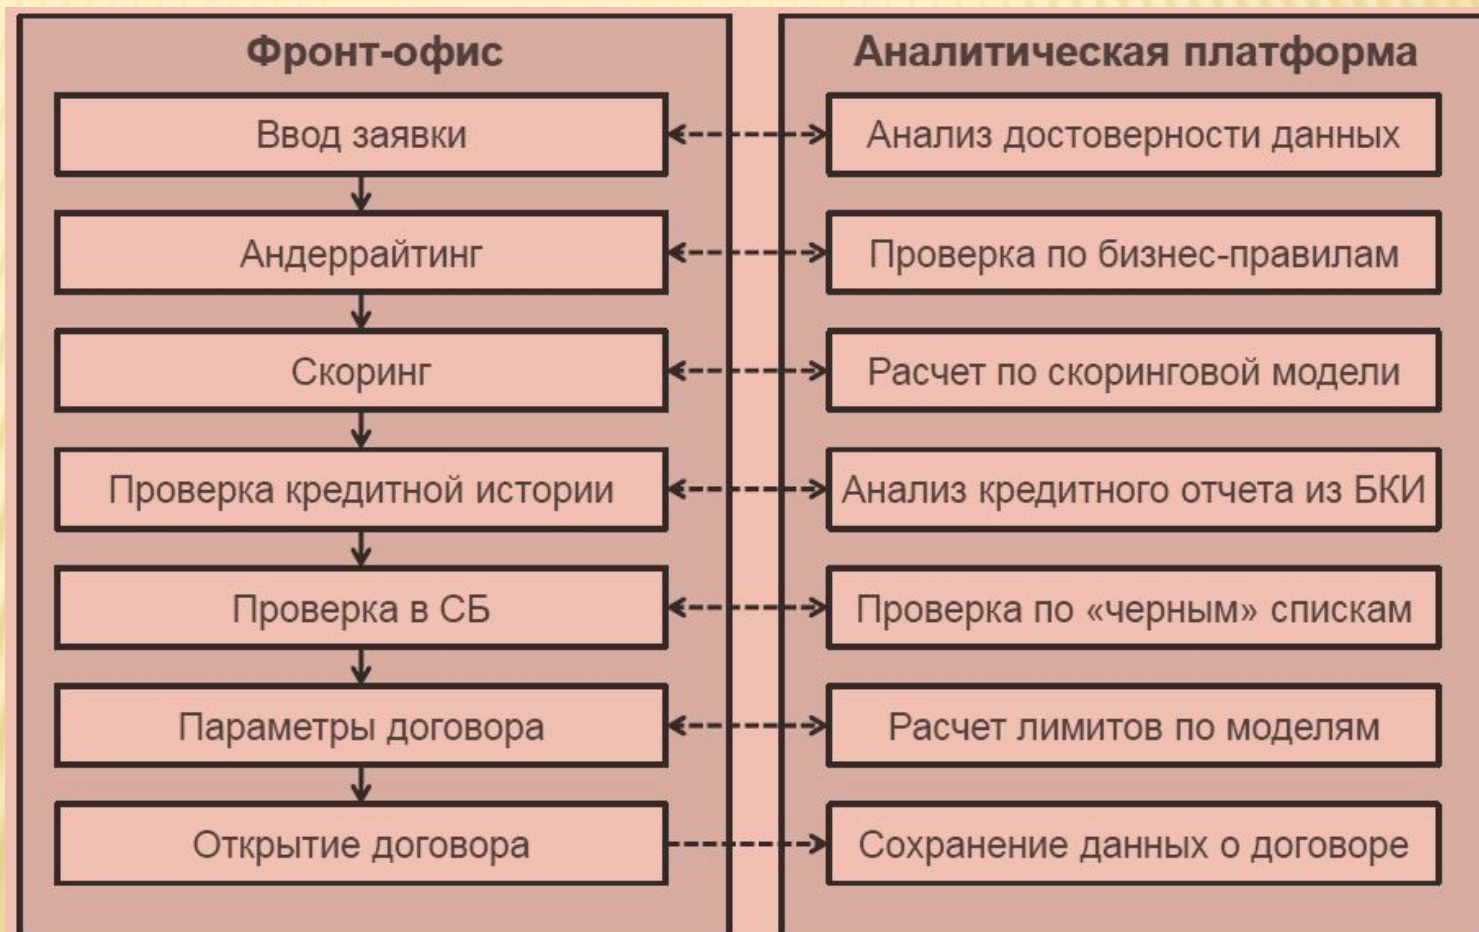 Фронт-офис
Ввод заявки
Андеррайтинг
Скоринг
Проверка кредитной истории
Проверка в СБ
Параметры договора
Открытие договора
Аналитическая платформа
Анализ достоверности данных
Проверка по бизнес-правилам
Расчет по скоринговой модели
Анализ кредитного отчета из БКИ
Проверка по «черным» спискам
Расчет лимитов по моделям
Сохранение данных о договоре